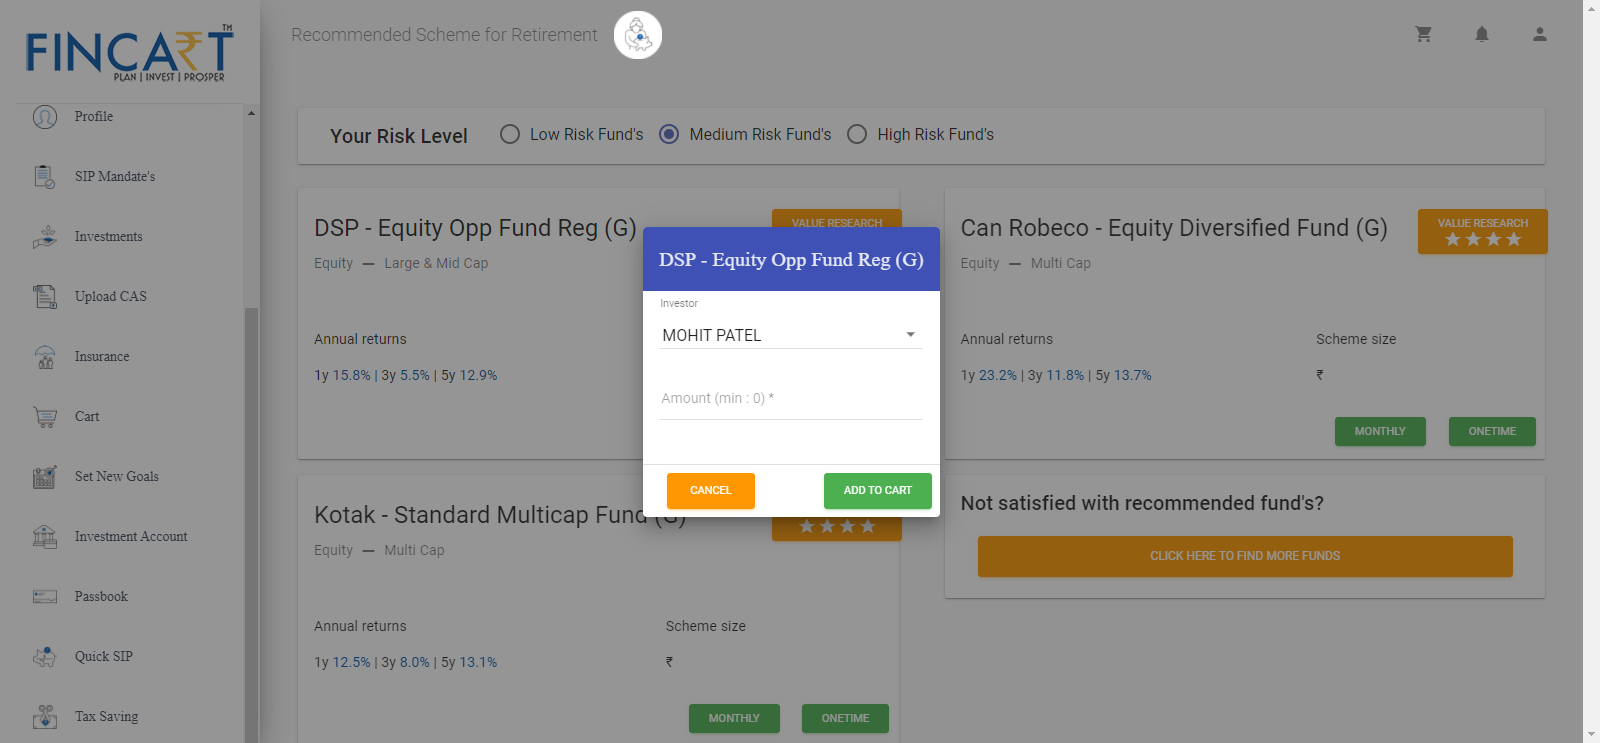 FINCART TM
PLAN | INVEST | PROSPER
Profile
SIP Mandate's
Investments
Upload CAS
Insurance
Cart
Set New Goals
Investment Account
Passbook
Quick SIP
Tax Saving
Recommended Scheme for Retirement
Your Risk Level Low Risk Fund's Medium Risk Fund's High Risk Fund's
DSP - Equity Opp Fund Reg (G)
VALUE RESEARCH
Equity — Large & Mid Cap
Annual returns
1y 15.8% | 3y 5.5% | 5y 12.9%
Can Robeco - Equity Diversified Fund (G)
VALUE RESEARCH
Equity — Multi Cap
Annual returns Scheme size
1y 23.2% | 3y 11.8% | 5y 13.7% ₹
MONTHLY ONETIME
DSP - Equity Opp Fund Reg (G)
Investor
MOHIT PATEL
Amount (min : 0) *
CANCEL ADD TO CART
Kotak - Standard Multicap Fund (G)
Equity — Multi Cap
Annual returns Scheme size
1y 12.5% | 3y 8.0% | 5y 13.1% ₹
MONTHLY ONETIME
Not satisfied with recommended fund's?
CLICK HERE TO FIND MORE FUNDS